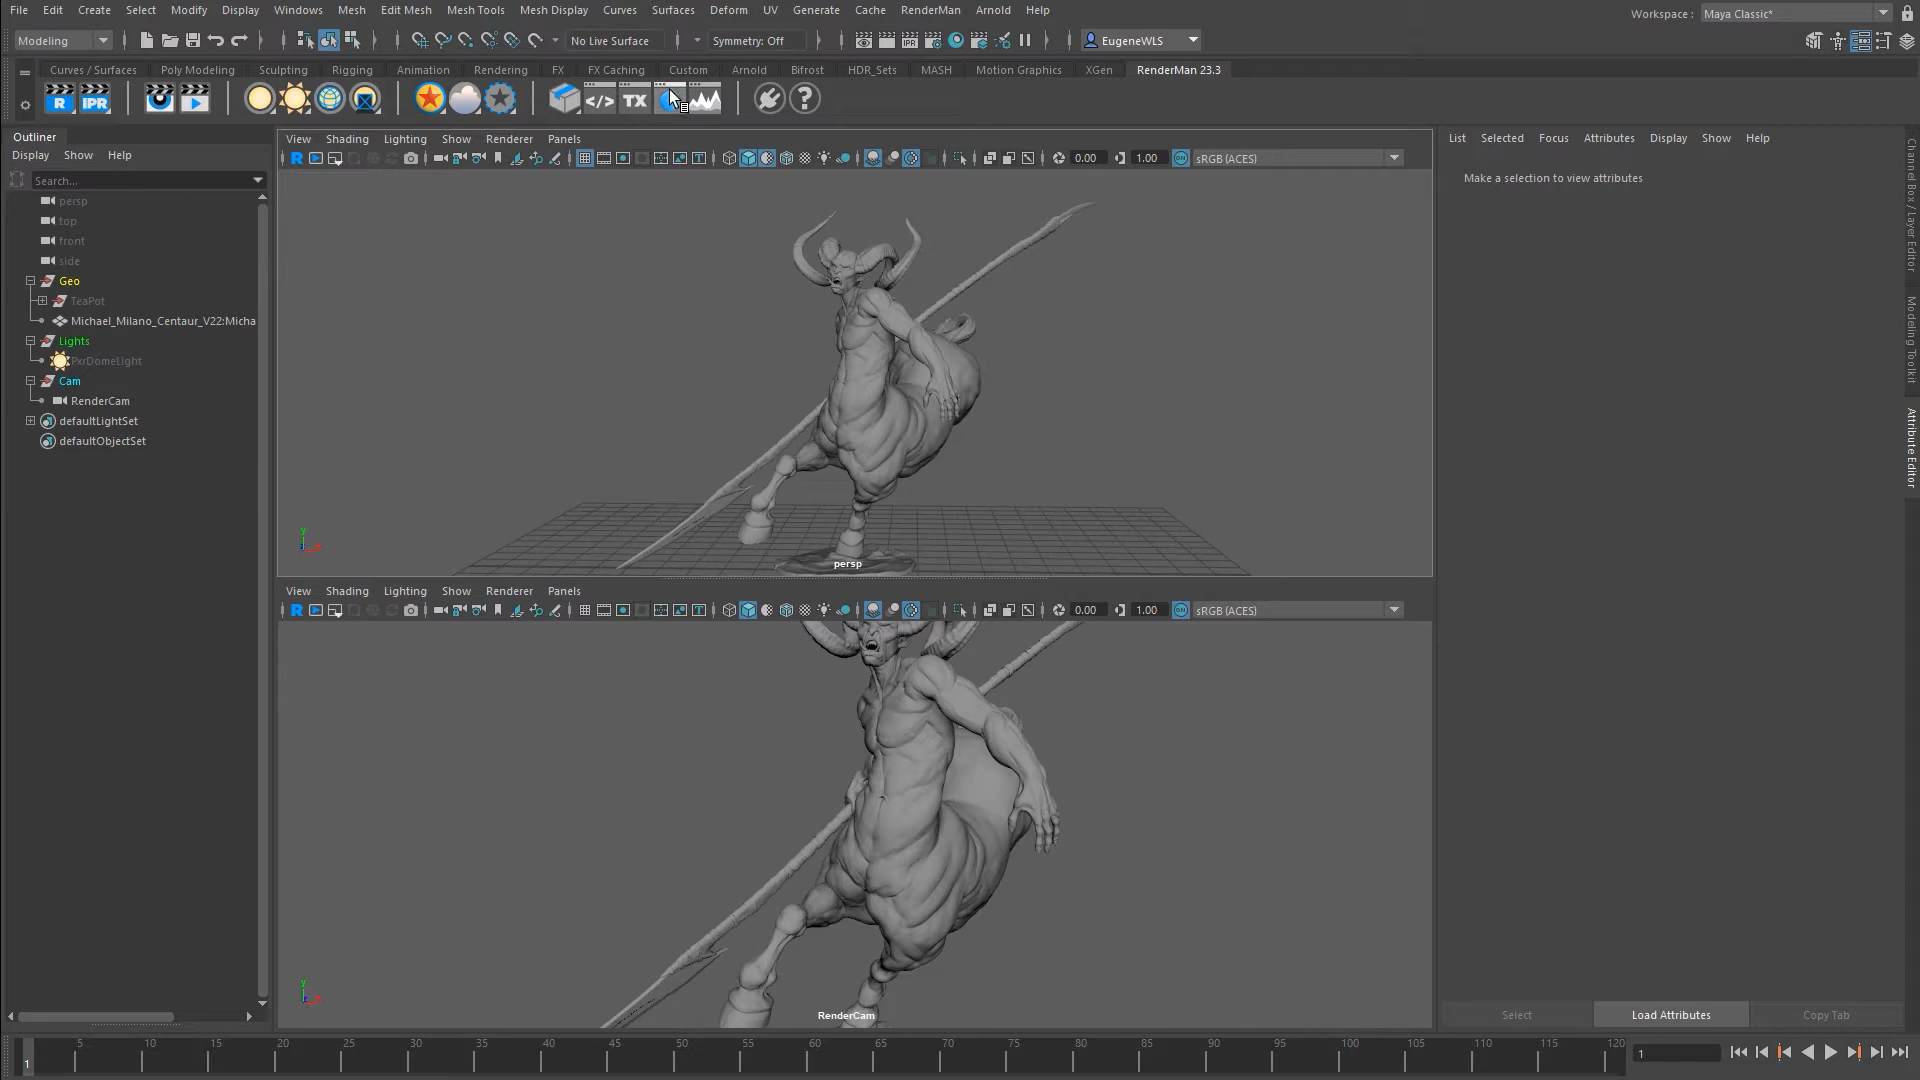 File Edit Create Select Modify Display Windows Mesh Edit Mesh Mesh Tools Mesh Display Curves Surfaces Deform UV Generate Cache RenderMan Arnold Help
Workspace : Maya Classic*
Modeling No Live Surface Symmetry: Off IPR EugeneWLS
Curves / Surfaces Poly Modeling Sculpting Rigging Animation Rendering FX FX Caching Custom Arnold Bifrost HDR_Sets MASH Motion Graphics XGen RenderMan 23.3
R IPR </> TX ?
Outliner
Display Show Help
Search...
persp
top
front
side
Geo
TeaPot
Michael_Milano_Centaur_V22:Micha
Lights
PxrDomeLight
Cam
RenderCam
defaultLightSet
defaultObjectSet
View Shading Lighting Show Renderer Panels
R 0.00 1.00 ON sRGB (ACES)
y
persp
View Shading Lighting Show Renderer Panels
R 0.00 1.00 ON sRGB (ACES)
y
RenderCam
List Selected Focus Attributes Display Show Help
Make a selection to view attributes
Channel Box / Layer Editor
Modeling Toolkit
Attribute Editor
Select Load Attributes Copy Tab
1 5 10 15 20 25 30 35 40 45 50 55 60 65 70 75 80 85 90 95 100 105 110 115 120
1